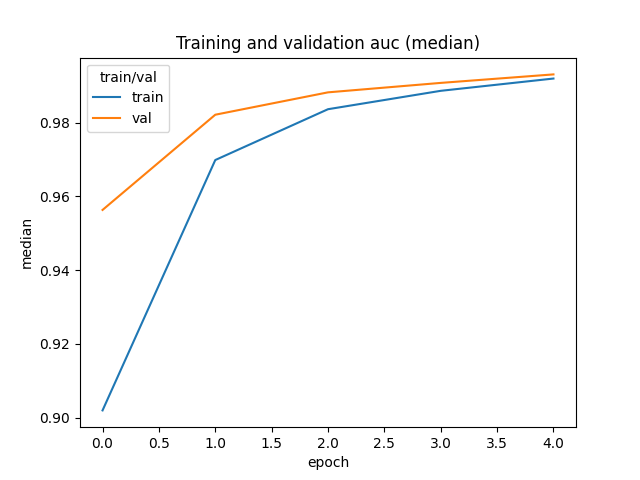 Training and validation auc (median)
train/val
train
val
0.98
0.96
0.94
0.92
0.90
median
0.0 0.5 1.0 1.5 2.0 2.5 3.0 3.5 4.0
epoch